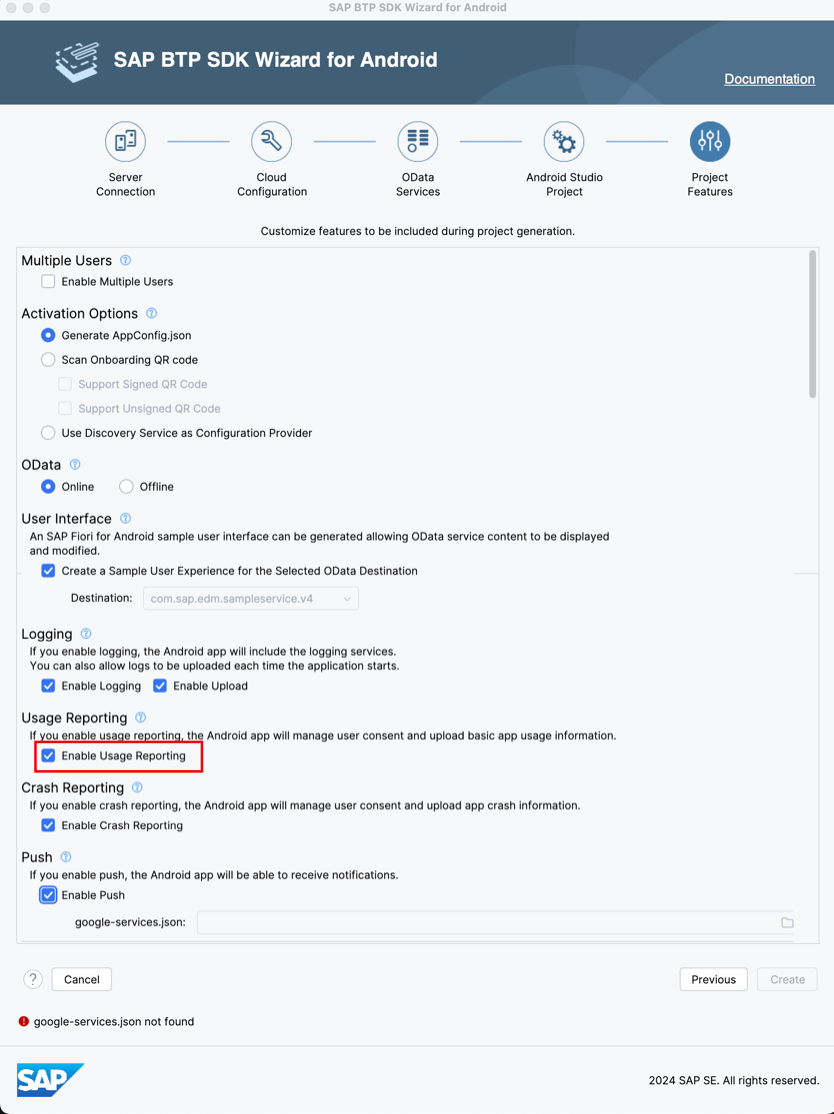 SAP BTP SDK Wizard for Android
SAP BTP SDK Wizard for Android
Documentation
Server
Connection
Cloud
Configuration
OData
Services
Android Studio
Project
Project
Features
Customize features to be included during project generation.
Multiple Users
Enable Multiple Users
Activation Options
Generate AppConfig.json
Scan Onboarding QR code
Support Signed QR Code
Support Unsigned QR Code
Use Discovery Service as Configuration Provider
OData
Online Offline
User Interface
An SAP Fiori for Android sample user interface can be generated allowing OData service content to be displayed
and modified.
Create a Sample User Experience for the Selected OData Destination
Destination: com.sap.edm.sampleservice.v4
Logging
If you enable logging, the Android app will include the logging services.
You can also allow logs to be uploaded each time the application starts.
Enable Logging Enable Upload
Usage Reporting
If you enable usage reporting, the Android app will manage user consent and upload basic app usage information.
Enable Usage Reporting
Crash Reporting
If you enable crash reporting, the Android app will manage user consent and upload app crash information.
Enable Crash Reporting
Push
If you enable push, the Android app will be able to receive notifications.
Enable Push
google-services.json:
? Cancel Previous Create
google-services.json not found
SAP
2024 SAP SE. All rights reserved.